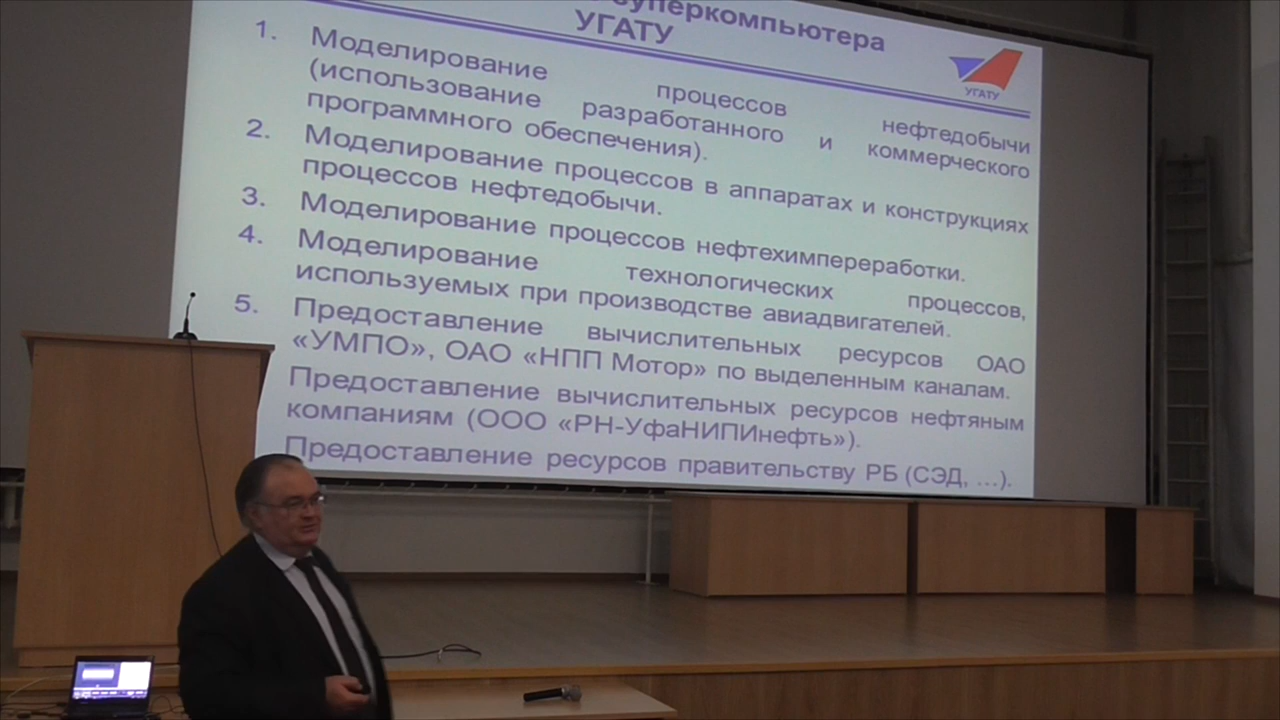 суперкомпьютера
УГАТУ
УГАТУ
1. Моделирование процессов нефтедобычи
(использование разработанного и коммерческого
программного обеспечения).
2. Моделирование процессов в аппаратах и конструкциях
процессов нефтедобычи.
3. Моделирование процессов нефтехимпереработки.
4. Моделирование технологических процессов,
используемых при производстве авиадвигателей.
5. Предоставление вычислительных ресурсов ОАО
«УМПО», ОАО «НПП Мотор» по выделенным каналам.
Предоставление вычислительных ресурсов нефтяным
компаниям (ООО «РН-УфаНИПИнефть»).
Предоставление ресурсов правительству РБ (СЭД, ...).